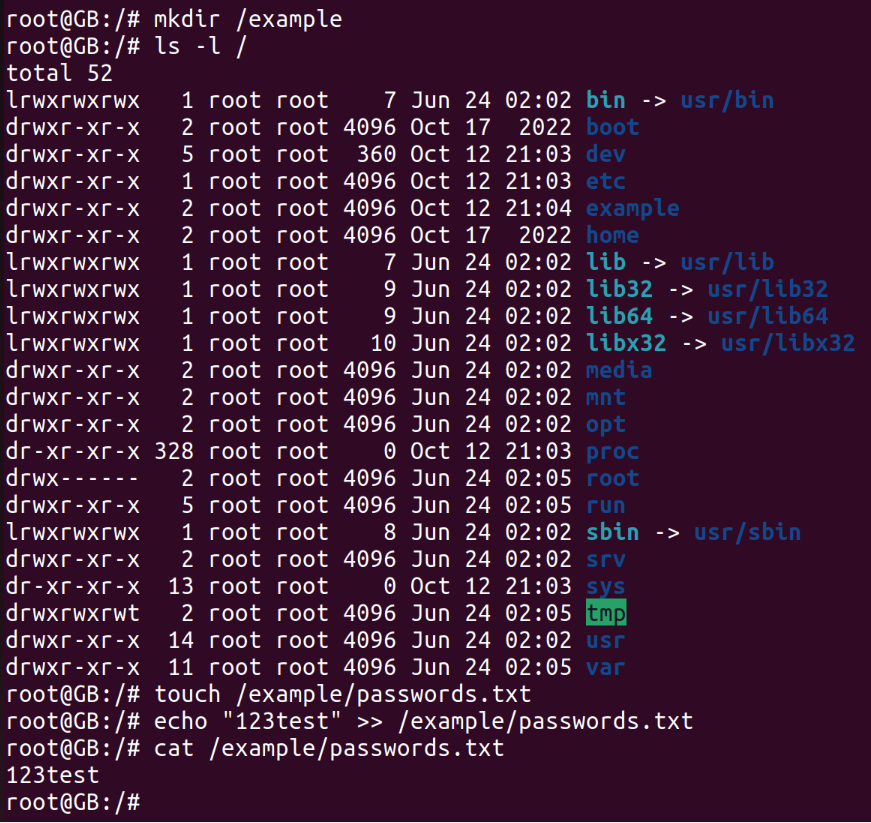 root@GB:/# mkdir /example
root@GB:/# ls -l /
total 52
lrwxrwxrwx   1 root root    7 Jun 24 02:02 bin -> usr/bin
drwxr-xr-x   2 root root 4096 Oct 17  2022 boot
drwxr-xr-x   5 root root  360 Oct 12 21:03 dev
drwxr-xr-x   1 root root 4096 Oct 12 21:03 etc
drwxr-xr-x   2 root root 4096 Oct 12 21:04 example
drwxr-xr-x   2 root root 4096 Oct 17  2022 home
lrwxrwxrwx   1 root root    7 Jun 24 02:02 lib -> usr/lib
lrwxrwxrwx   1 root root    9 Jun 24 02:02 lib32 -> usr/lib32
lrwxrwxrwx   1 root root    9 Jun 24 02:02 lib64 -> usr/lib64
lrwxrwxrwx   1 root root   10 Jun 24 02:02 libx32 -> usr/libx32
drwxr-xr-x   2 root root 4096 Jun 24 02:02 media
drwxr-xr-x   2 root root 4096 Jun 24 02:02 mnt
drwxr-xr-x   2 root root 4096 Jun 24 02:02 opt
dr-xr-xr-x 328 root root    0 Oct 12 21:03 proc
drwx------   2 root root 4096 Jun 24 02:05 root
drwxr-xr-x   5 root root 4096 Jun 24 02:05 run
lrwxrwxrwx   1 root root    8 Jun 24 02:02 sbin -> usr/sbin
drwxr-xr-x   2 root root 4096 Jun 24 02:02 srv
dr-xr-xr-x  13 root root    0 Oct 12 21:03 sys
drwxrwxrwt   2 root root 4096 Jun 24 02:05 tmp
drwxr-xr-x  14 root root 4096 Jun 24 02:02 usr
drwxr-xr-x  11 root root 4096 Jun 24 02:05 var
root@GB:/# touch /example/passwords.txt
root@GB:/# echo "123test" >> /example/passwords.txt
root@GB:/# cat /example/passwords.txt
123test
root@GB:/#